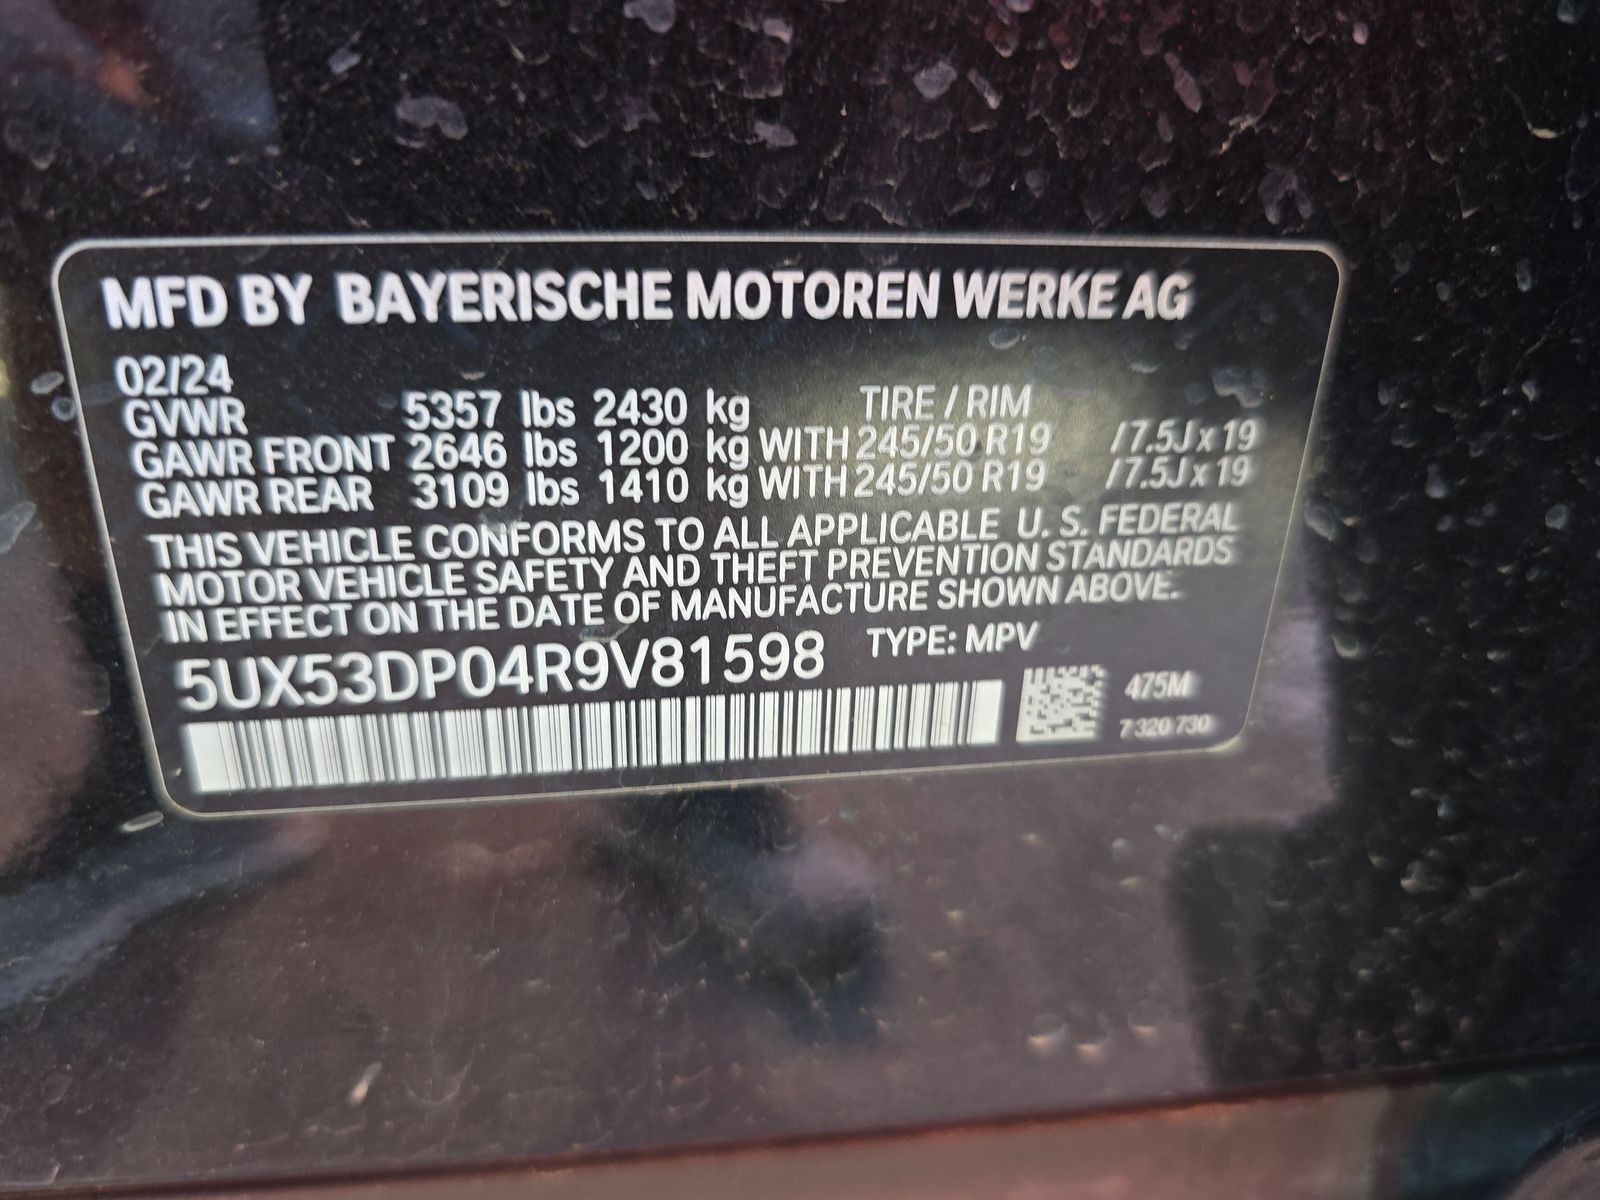 MFD BY BAYERISCHE MOTOREN WERKE AG
02/24
GVWR 5357 lbs 2430 kg TIRE / RIM
GAWR FRONT 2646 lbs 1200 kg WITH 245/50 R19 /7.5J x 19
GAWR REAR 3109 lbs 1410 kg WITH 245/50 R19 /7.5J x 19
THIS VEHICLE CONFORMS TO ALL APPLICABLE U. S. FEDERAL
MOTOR VEHICLE SAFETY AND THEFT PREVENTION STANDARDS
IN EFFECT ON THE DATE OF MANUFACTURE SHOWN ABOVE.
5UX53DP04R9V81598 TYPE: MPV
475M
7 320 730